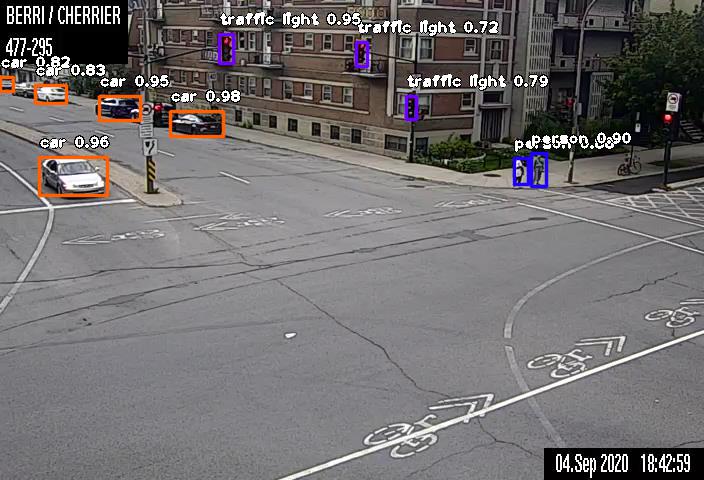 BERRI / CHERRIER
477-295
traffic light 0.95
traffic light 0.72
car 0.82
car 0.83
car 0.95
traffic light 0.79
car 0.98
car 0.96
person 0.90
04.Sep 2020 18:42:59